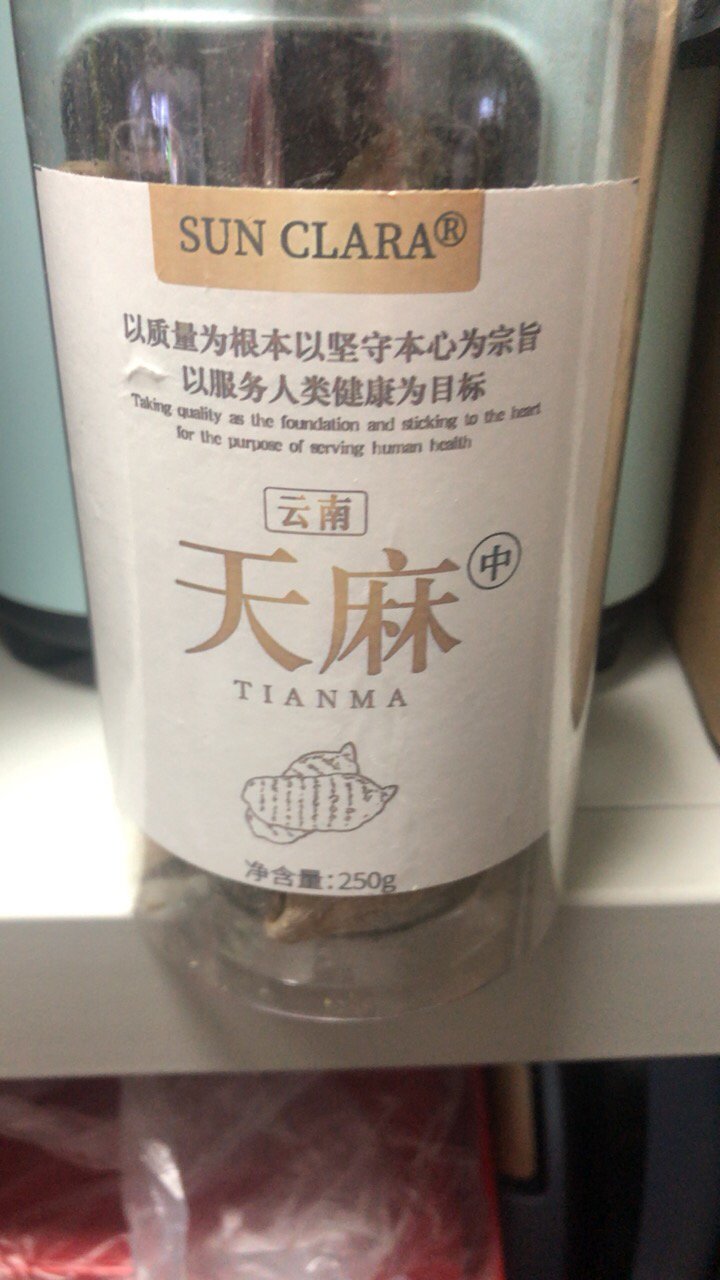 SUN CLARA®
以质量为根本以坚守本心为宗旨
以服务人类健康为目标
Taking quality as the foundation and sticking to the heart
for the purpose of serving human health
云南
天麻 中
TIANMA
净含量:250g